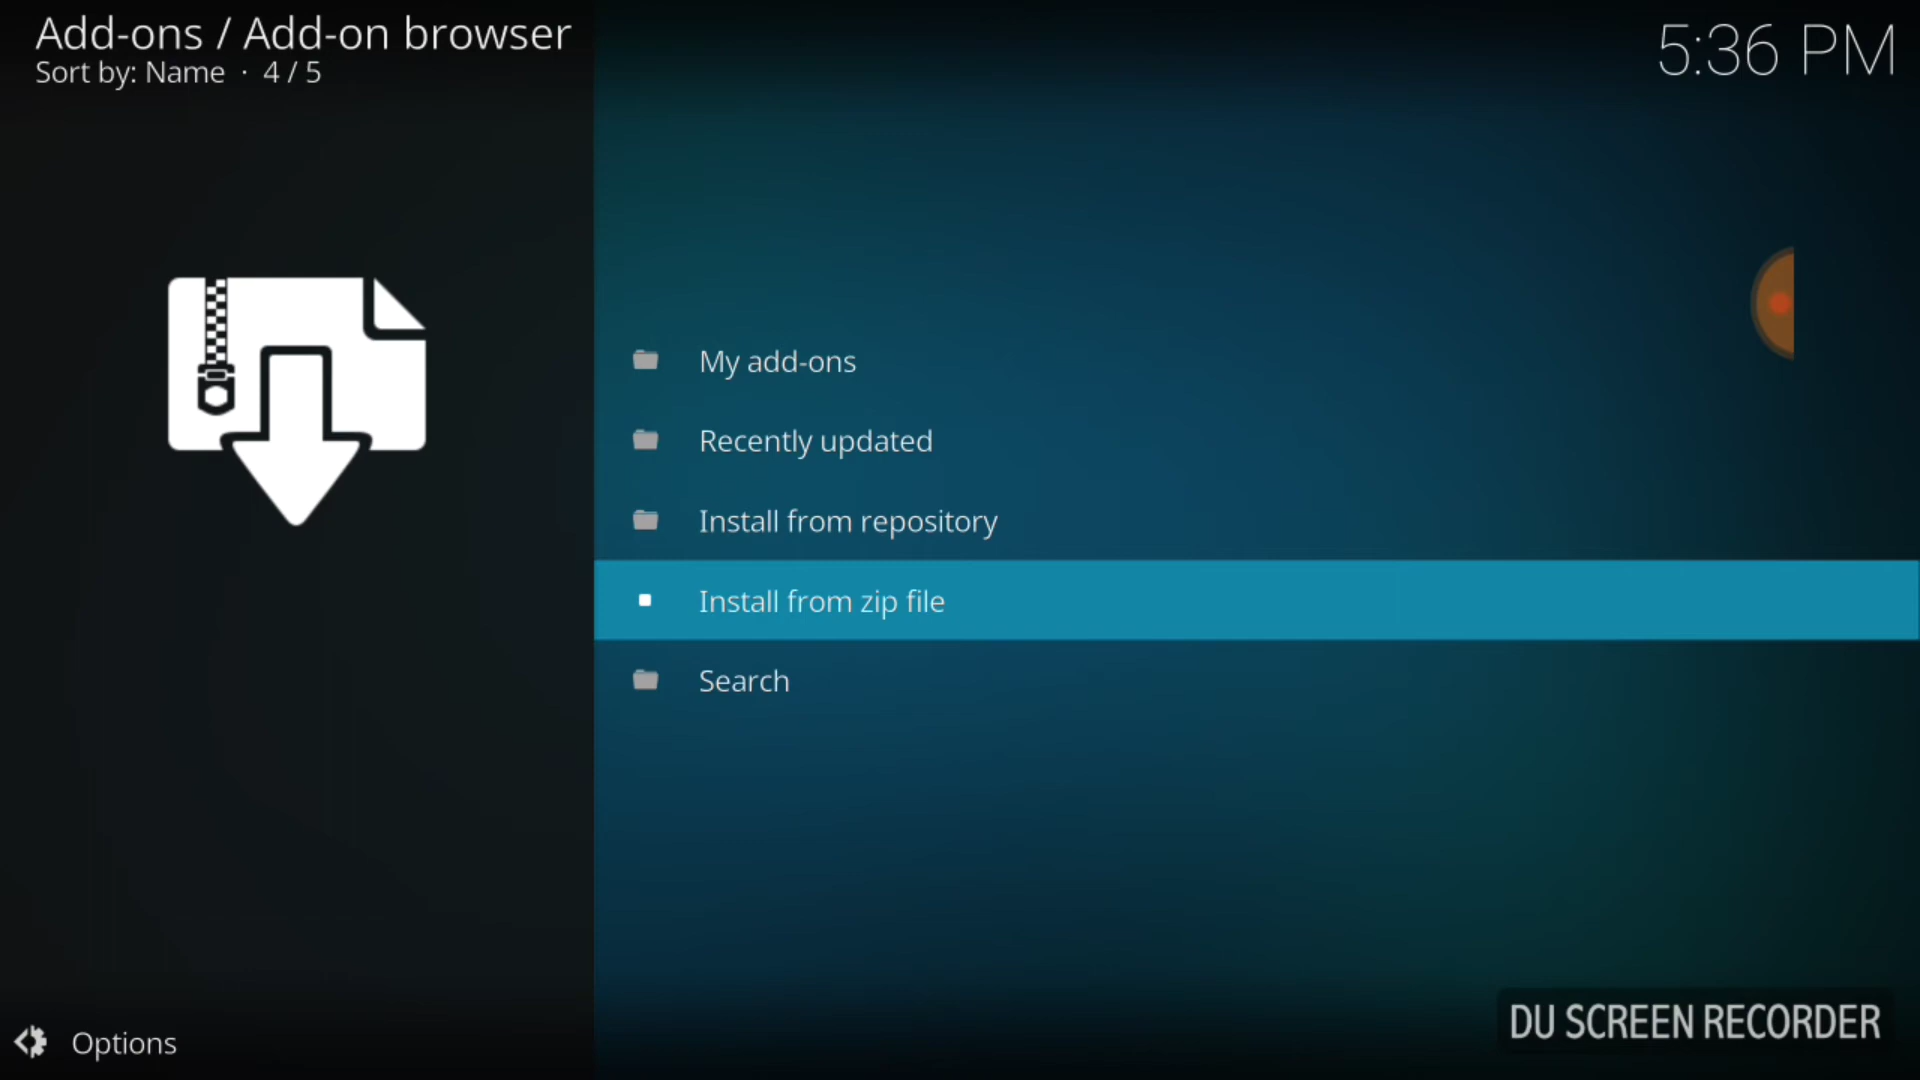 Add-ons / Add-on browser
Sort by: Name · 4 / 5
5:36 PM
My add-ons
Recently updated
Install from repository
Install from zip file
Search
Options
DU SCREEN RECORDER